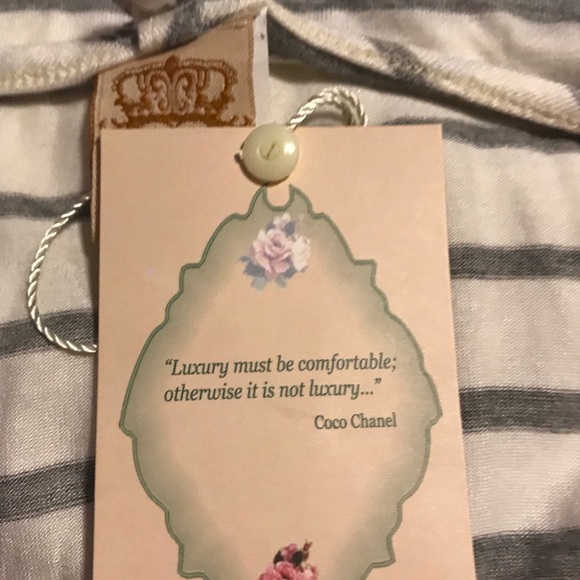 “Luxury must be comfortable;
otherwise it is not luxury...”
Coco Chanel